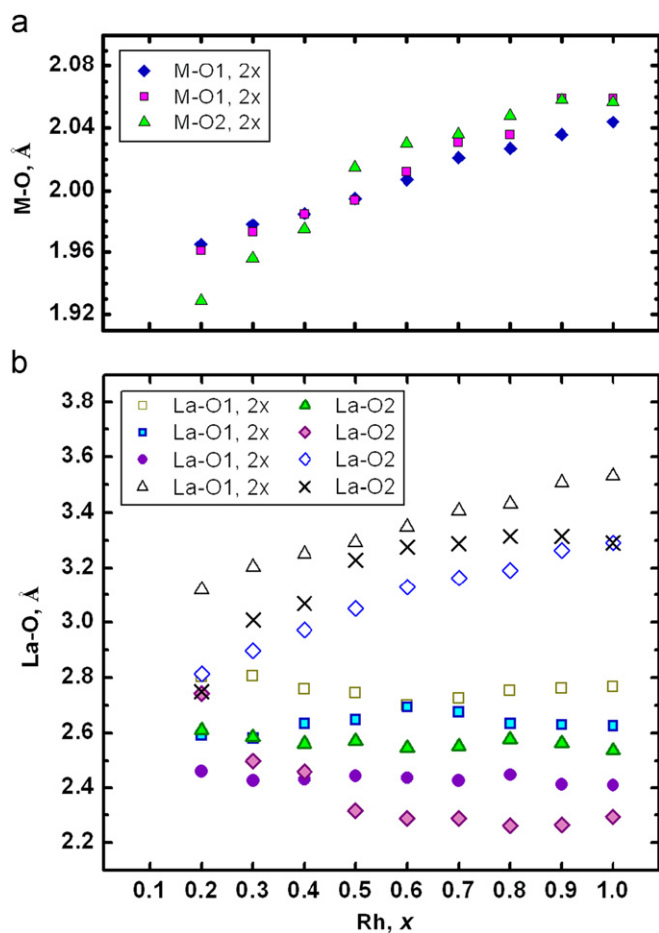 a
2.08
2.04
2.00
1.96
1.92
M-O, Å
M-O1, 2x
M-O1, 2x
M-O2, 2x
b
3.8
3.6
3.4
3.2
3.0
2.8
2.6
2.4
2.2
La-O, Å
La-O1, 2x La-O2
La-O1, 2x La-O2
La-O1, 2x La-O2
La-O1, 2x La-O2
0.1 0.2 0.3 0.4 0.5 0.6 0.7 0.8 0.9 1.0
Rh, x